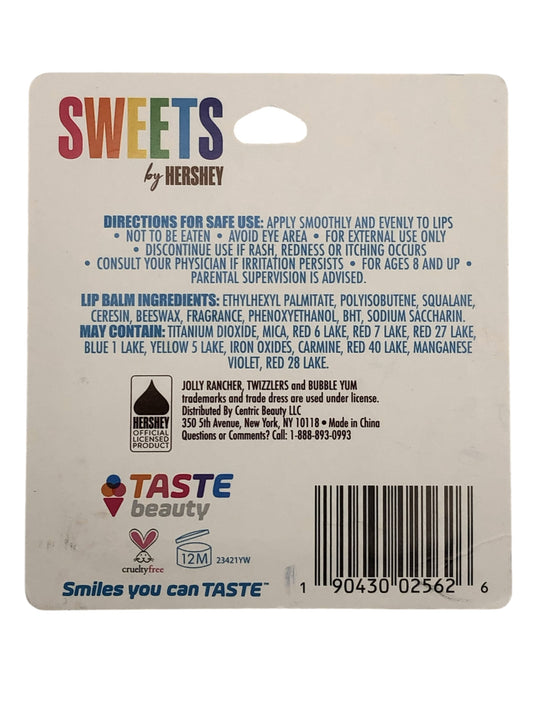 SWEETS
by HERSHEY
DIRECTIONS FOR SAFE USE: APPLY SMOOTHLY AND EVENLY TO LIPS
• NOT TO BE EATEN • AVOID EYE AREA • FOR EXTERNAL USE ONLY
• DISCONTINUE USE IF RASH, REDNESS OR ITCHING OCCURS
• CONSULT YOUR PHYSICIAN IF IRRITATION PERSISTS • FOR AGES 8 AND UP •
PARENTAL SUPERVISION IS ADVISED.
LIP BALM INGREDIENTS: ETHYLHEXYL PALMITATE, POLYISOBUTENE, SQUALANE,
CERESIN, BEESWAX, FRAGRANCE, PHENOXYETHANOL, BHT, SODIUM SACCHARIN.
MAY CONTAIN: TITANIUM DIOXIDE, MICA, RED 6 LAKE, RED 7 LAKE, RED 27 LAKE,
BLUE 1 LAKE, YELLOW 5 LAKE, IRON OXIDES, CARMINE, RED 40 LAKE, MANGANESE
VIOLET, RED 28 LAKE.
HERSHEY
OFFICIAL
LICENSED
PRODUCT
JOLLY RANCHER, TWIZZLERS and BUBBLE YUM
trademarks and trade dress are used under license.
Distributed By Centric Beauty LLC
350 5th Avenue, New York, NY 10118 • Made in China
Questions or Comments? Call: 1-888-893-0993
TASTE
beauty
crueltyfree
12M
23421YW
Smiles you can TASTE™
1 90430 02562 6